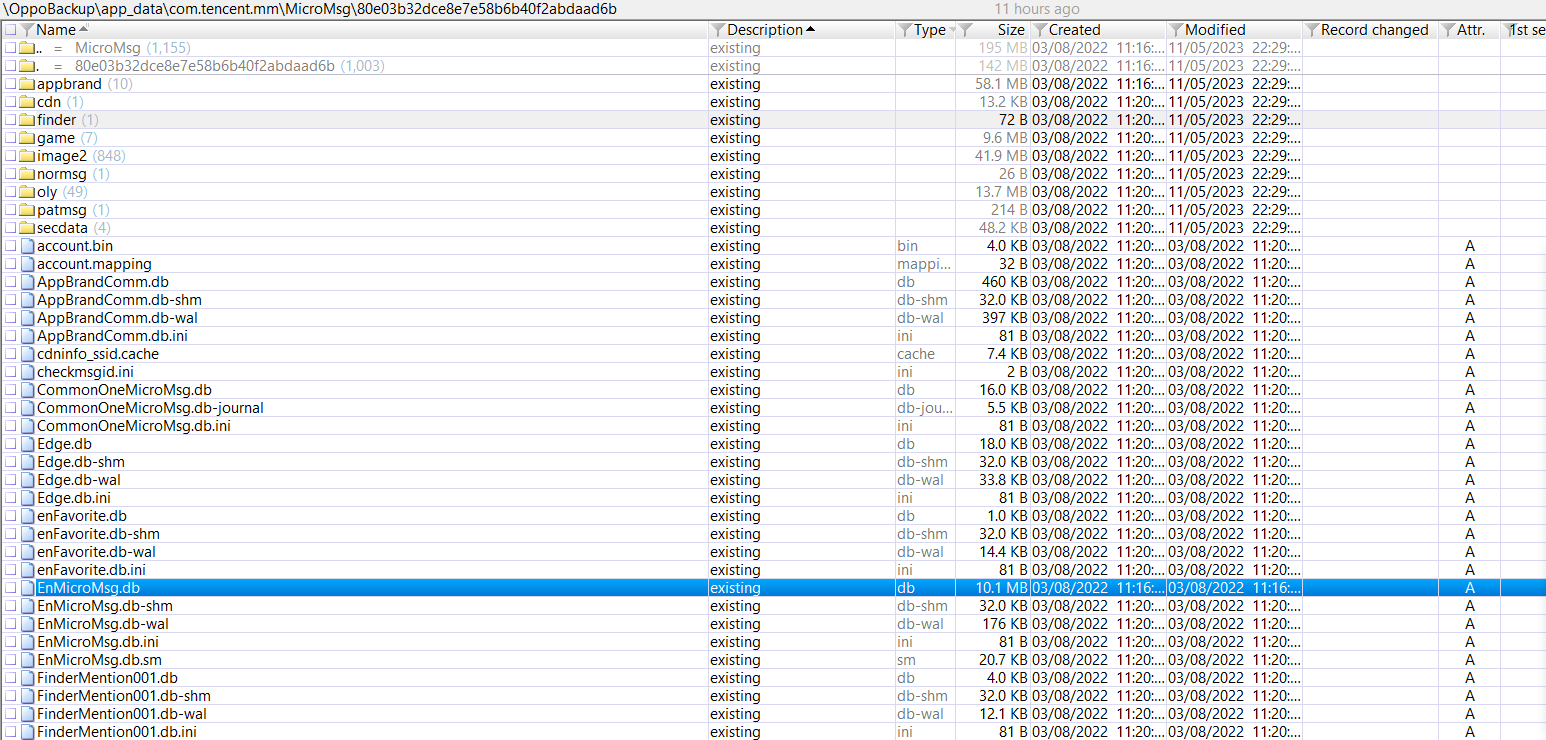 \OppoBackup\app_data\com.tencent.mm\MicroMsg\80e03b32dce8e7e58b6b40f2abdaad6b 11 hours ago
Name Description Type Size Created Modified Record changed Attr. 1st se
.. = MicroMsg (1,155) existing 195 MB 03/08/2022 11:16:... 11/05/2023 22:29:...
. = 80e03b32dce8e7e58b6b40f2abdaad6b (1,003) existing 142 MB 03/08/2022 11:16:... 11/05/2023 22:29:...
appbrand (10) existing 58.1 MB 03/08/2022 11:16:... 11/05/2023 22:29:...
cdn (1) existing 13.2 KB 03/08/2022 11:20:... 11/05/2023 22:29:...
finder (1) existing 72 B 03/08/2022 11:20:... 11/05/2023 22:29:...
game (7) existing 9.6 MB 03/08/2022 11:20:... 11/05/2023 22:29:...
image2 (848) existing 41.9 MB 03/08/2022 11:20:... 11/05/2023 22:29:...
normsg (1) existing 26 B 03/08/2022 11:20:... 11/05/2023 22:29:...
oly (49) existing 13.7 MB 03/08/2022 11:20:... 11/05/2023 22:29:...
patmsg (1) existing 214 B 03/08/2022 11:20:... 11/05/2023 22:29:...
secdata (4) existing 48.2 KB 03/08/2022 11:20:... 11/05/2023 22:29:...
account.bin existing bin 4.0 KB 03/08/2022 11:20:... 03/08/2022 11:20:... A
account.mapping existing mappi... 32 B 03/08/2022 11:20:... 03/08/2022 11:20:... A
AppBrandComm.db existing db 460 KB 03/08/2022 11:20:... 03/08/2022 11:20:... A
AppBrandComm.db-shm existing db-shm 32.0 KB 03/08/2022 11:20:... 03/08/2022 11:20:... A
AppBrandComm.db-wal existing db-wal 397 KB 03/08/2022 11:20:... 03/08/2022 11:20:... A
AppBrandComm.db.ini existing ini 81 B 03/08/2022 11:20:... 03/08/2022 11:20:... A
cdninfo_ssid.cache existing cache 7.4 KB 03/08/2022 11:20:... 03/08/2022 11:20:... A
checkmsgid.ini existing ini 2 B 03/08/2022 11:20:... 03/08/2022 11:20:... A
CommonOneMicroMsg.db existing db 16.0 KB 03/08/2022 11:20:... 03/08/2022 11:20:... A
CommonOneMicroMsg.db-journal existing db-jou... 5.5 KB 03/08/2022 11:20:... 03/08/2022 11:20:... A
CommonOneMicroMsg.db.ini existing ini 81 B 03/08/2022 11:20:... 03/08/2022 11:20:... A
Edge.db existing db 18.0 KB 03/08/2022 11:20:... 03/08/2022 11:20:... A
Edge.db-shm existing db-shm 32.0 KB 03/08/2022 11:20:... 03/08/2022 11:20:... A
Edge.db-wal existing db-wal 33.8 KB 03/08/2022 11:20:... 03/08/2022 11:20:... A
Edge.db.ini existing ini 81 B 03/08/2022 11:20:... 03/08/2022 11:20:... A
enFavorite.db existing db 1.0 KB 03/08/2022 11:20:... 03/08/2022 11:20:... A
enFavorite.db-shm existing db-shm 32.0 KB 03/08/2022 11:20:... 03/08/2022 11:20:... A
enFavorite.db-wal existing db-wal 14.4 KB 03/08/2022 11:20:... 03/08/2022 11:20:... A
enFavorite.db.ini existing ini 81 B 03/08/2022 11:20:... 03/08/2022 11:20:... A
EnMicroMsg.db existing db 10.1 MB 03/08/2022 11:16:... 03/08/2022 11:16:... A
EnMicroMsg.db-shm existing db-shm 32.0 KB 03/08/2022 11:20:... 03/08/2022 11:20:... A
EnMicroMsg.db-wal existing db-wal 176 KB 03/08/2022 11:20:... 03/08/2022 11:20:... A
EnMicroMsg.db.ini existing ini 81 B 03/08/2022 11:20:... 03/08/2022 11:20:... A
EnMicroMsg.db.sm existing sm 20.7 KB 03/08/2022 11:20:... 03/08/2022 11:20:... A
FinderMention001.db existing db 4.0 KB 03/08/2022 11:20:... 03/08/2022 11:20:... A
FinderMention001.db-shm existing db-shm 32.0 KB 03/08/2022 11:20:... 03/08/2022 11:20:... A
FinderMention001.db-wal existing db-wal 12.1 KB 03/08/2022 11:20:... 03/08/2022 11:20:... A
FinderMention001.db.ini existing ini 81 B 03/08/2022 11:20:... 03/08/2022 11:20:... A